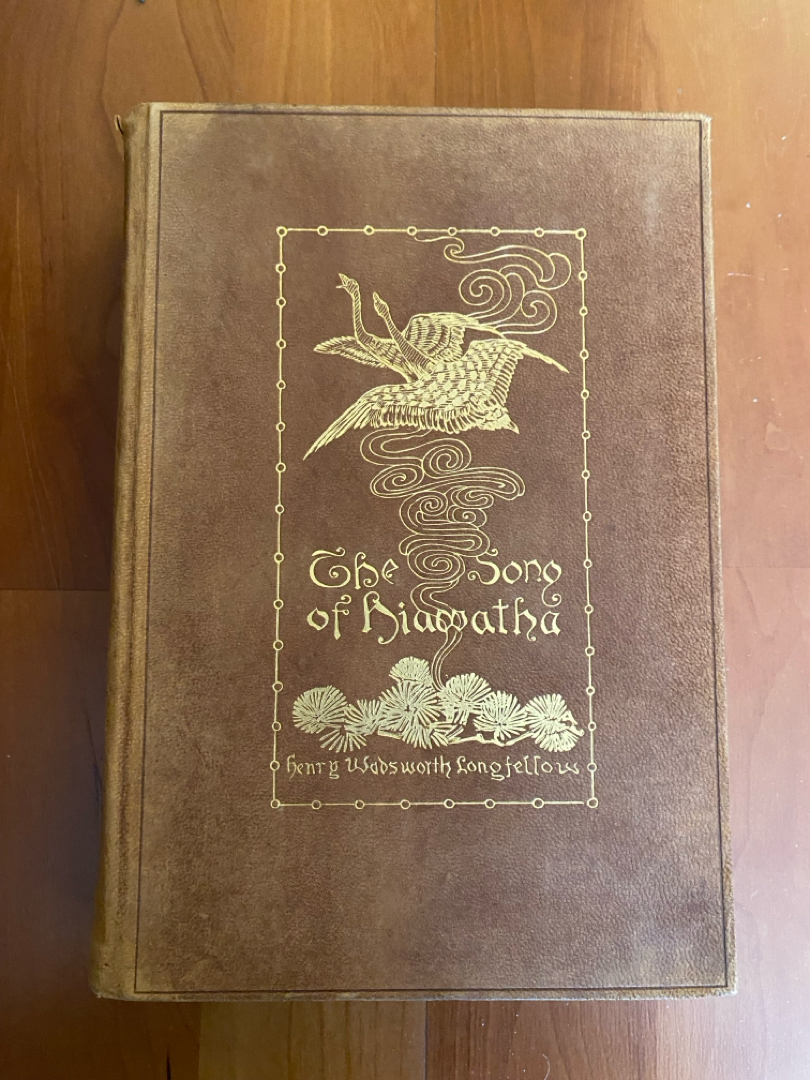 The Song
of Hiawatha
Henry Wadsworth Longfellow